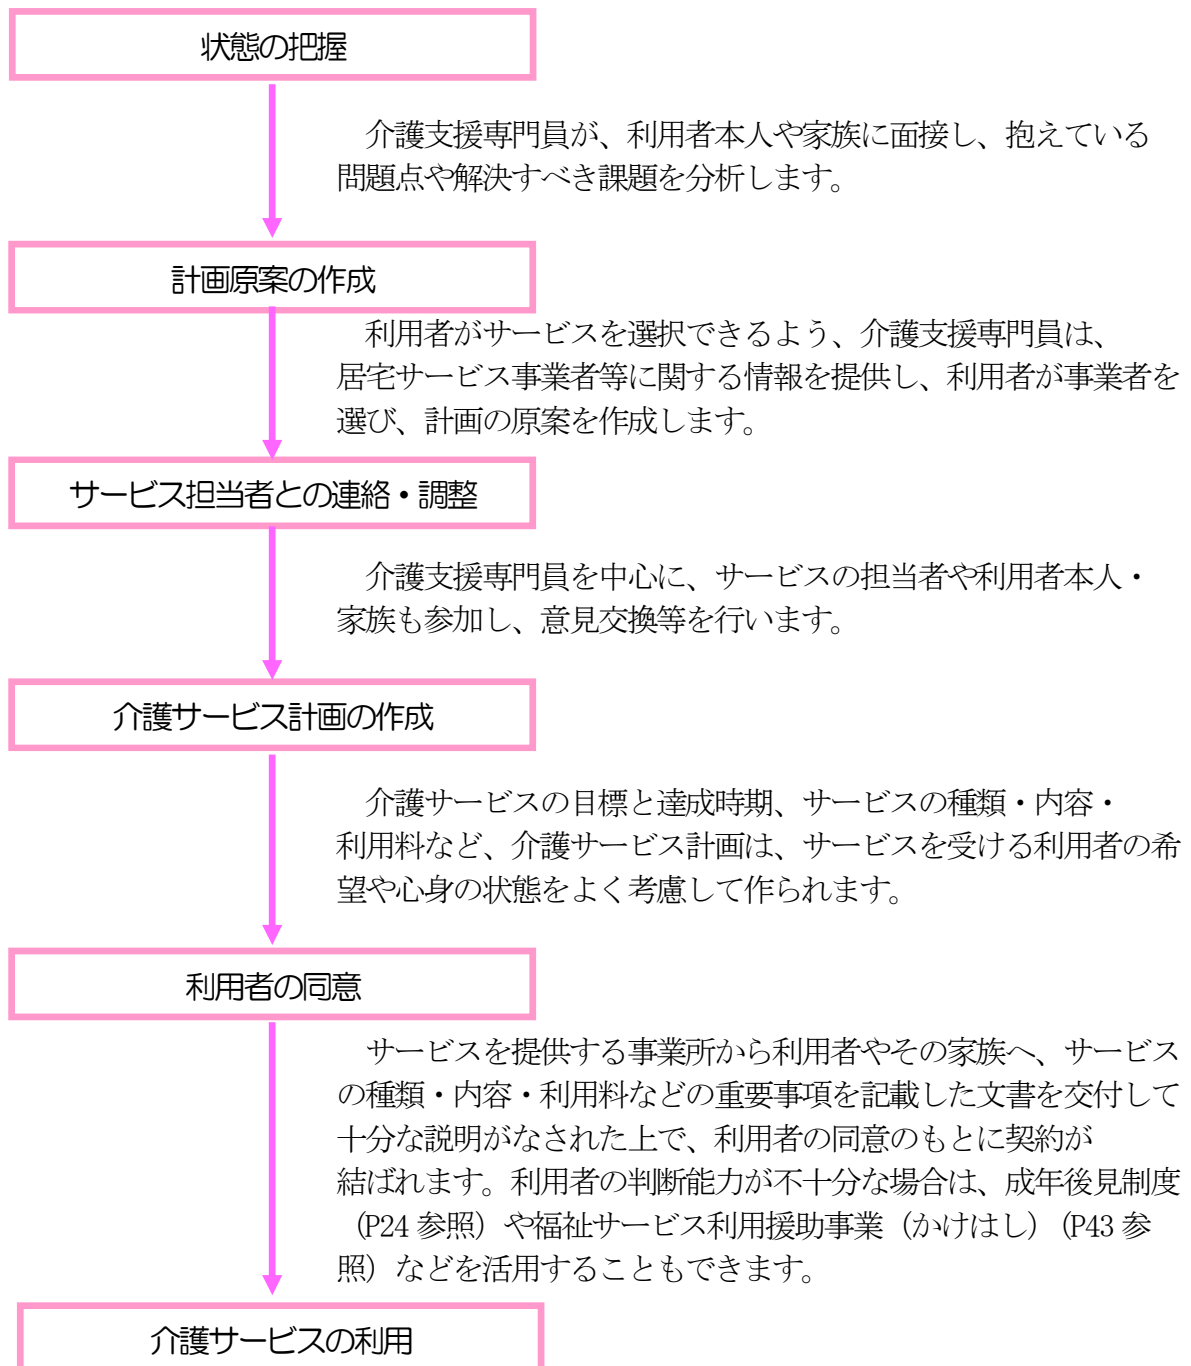 状態の把握
介護支援専門員が、利用者本人や家族に面接し、抱えている
問題点や解決すべき課題を分析します。
計画原案の作成
利用者がサービスを選択できるよう、介護支援専門員は、
居宅サービス事業者等に関する情報を提供し、利用者が事業者を
選び、計画の原案を作成します。
サービス担当者との連絡・調整
介護支援専門員を中心に、サービスの担当者や利用者本人・
家族も参加し、意見交換等を行います。
介護サービス計画の作成
介護サービスの目標と達成時期、サービスの種類・内容・
利用料など、介護サービス計画は、サービスを受ける利用者の希
望や心身の状態をよく考慮して作られます。
利用者の同意
サービスを提供する事業所から利用者やその家族へ、サービス
の種類・内容・利用料などの重要事項を記載した文書を交付して
十分な説明がなされた上で、利用者の同意のもとに契約が
結ばれます。利用者の判断能力が不十分な場合は、成年後見制度
（P24 参照）や福祉サービス利用援助事業（かけはし）（P43 参
照）などを活用することもできます。
介護サービスの利用